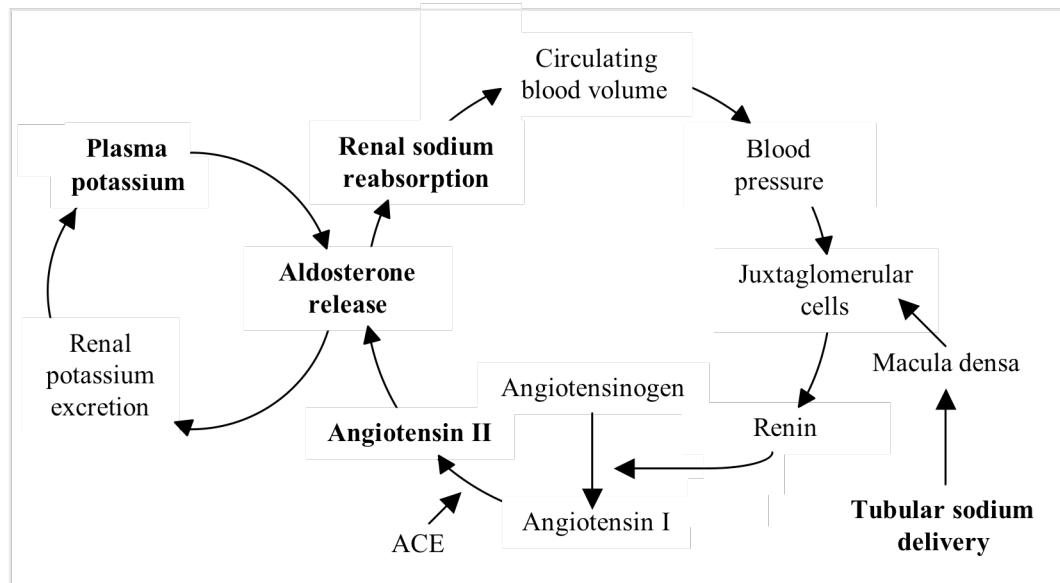 Circulating
blood volume
Plasma
potassium
Renal sodium
reabsorption
Blood
pressure
Aldosterone
release
Juxtaglomerular
cells
Renal
potassium
excretion
Macula densa
Angiotensinogen
Angiotensin II
Renin
Angiotensin I
ACE
Tubular sodium
delivery